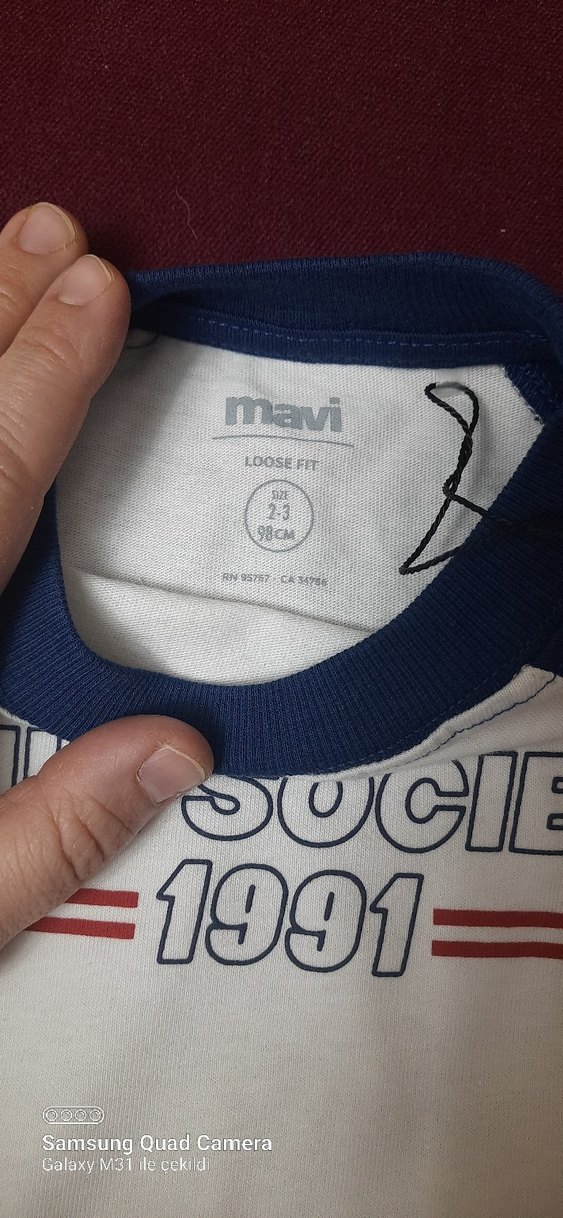 mavi
LOOSE FIT
SIZE
2-3
98CM
RN 95767 CA 34786
SOCIE
1991
Samsung Quad Camera
Galaxy M31 ile çekildi